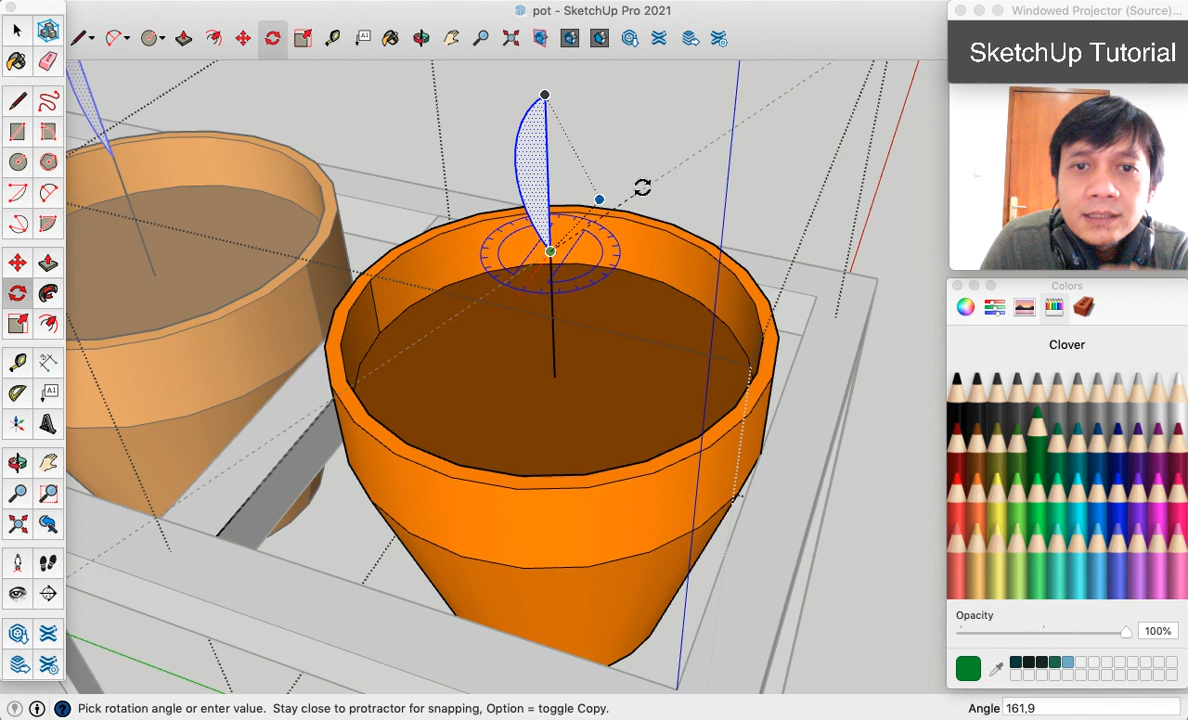 pot - SketchUp Pro 2021
Windowed Projector (Source)...
SketchUp Tutorial
Colors
Clover
Opacity
100%
Pick rotation angle or enter value. Stay close to protractor for snapping, Option = toggle Copy.
Angle 161,9